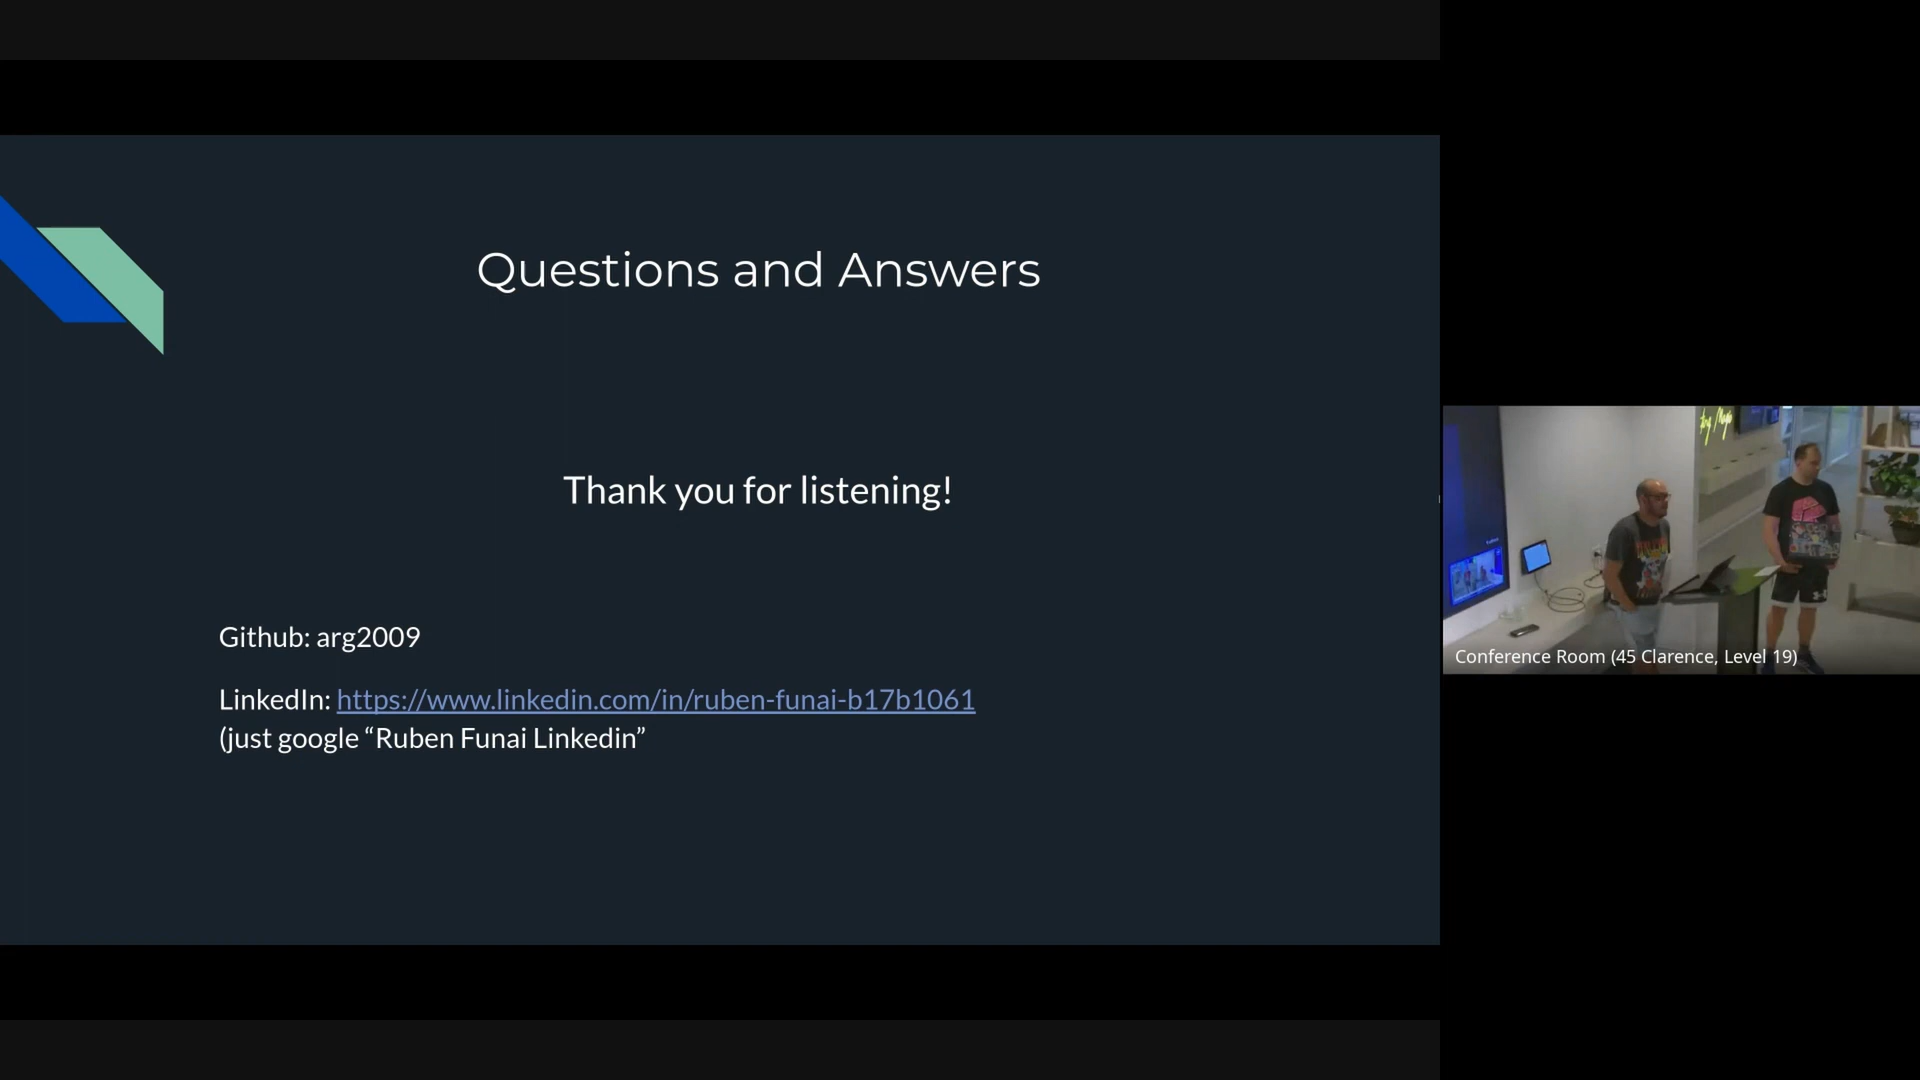 Questions and Answers
Thank you for listening!
Github: arg2009
LinkedIn: https://www.linkedin.com/in/ruben-funai-b17b1061
(just google “Ruben Funai Linkedin”
Conference Room (45 Clarence, Level 19)